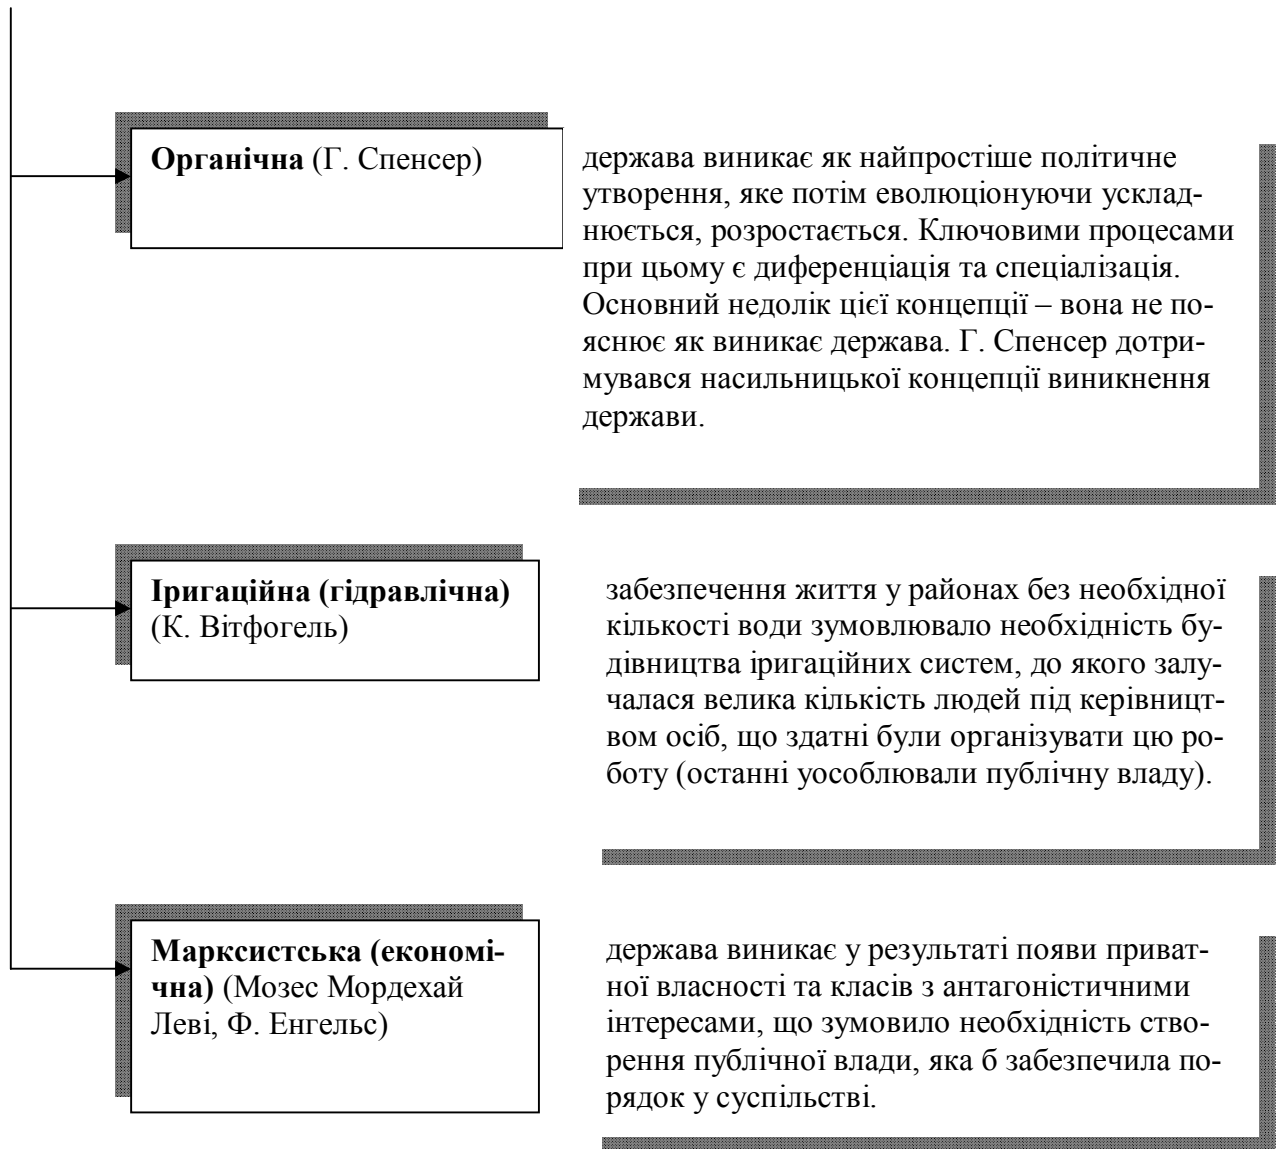 Органічна (Г. Спенсер)
держава виникає як найпростіше політичне
утворення, яке потім еволюціонуючи усклад-
нюється, розростається. Ключовими процесами
при цьому є диференціація та спеціалізація.
Основний недолік цієї концепції – вона не по-
яснює як виникає держава. Г. Спенсер дотри-
мувався насильницької концепції виникнення
держави.
Іригаційна (гідравлічна)
(К. Вітфогель)
забезпечення життя у районах без необхідної
кількості води зумовлювало необхідність бу-
дівництва іригаційних систем, до якого залу-
чалася велика кількість людей під керівницт-
вом осіб, що здатні були організувати цю ро-
боту (останні уособлювали публічну владу).
Марксистська (економі-
чна) (Мозес Мордехай
Леві, Ф. Енгельс)
держава виникає у результаті появи приват-
ної власності та класів з антагоністичними
інтересами, що зумовило необхідність ство-
рення публічної влади, яка б забезпечила по-
рядок у суспільстві.